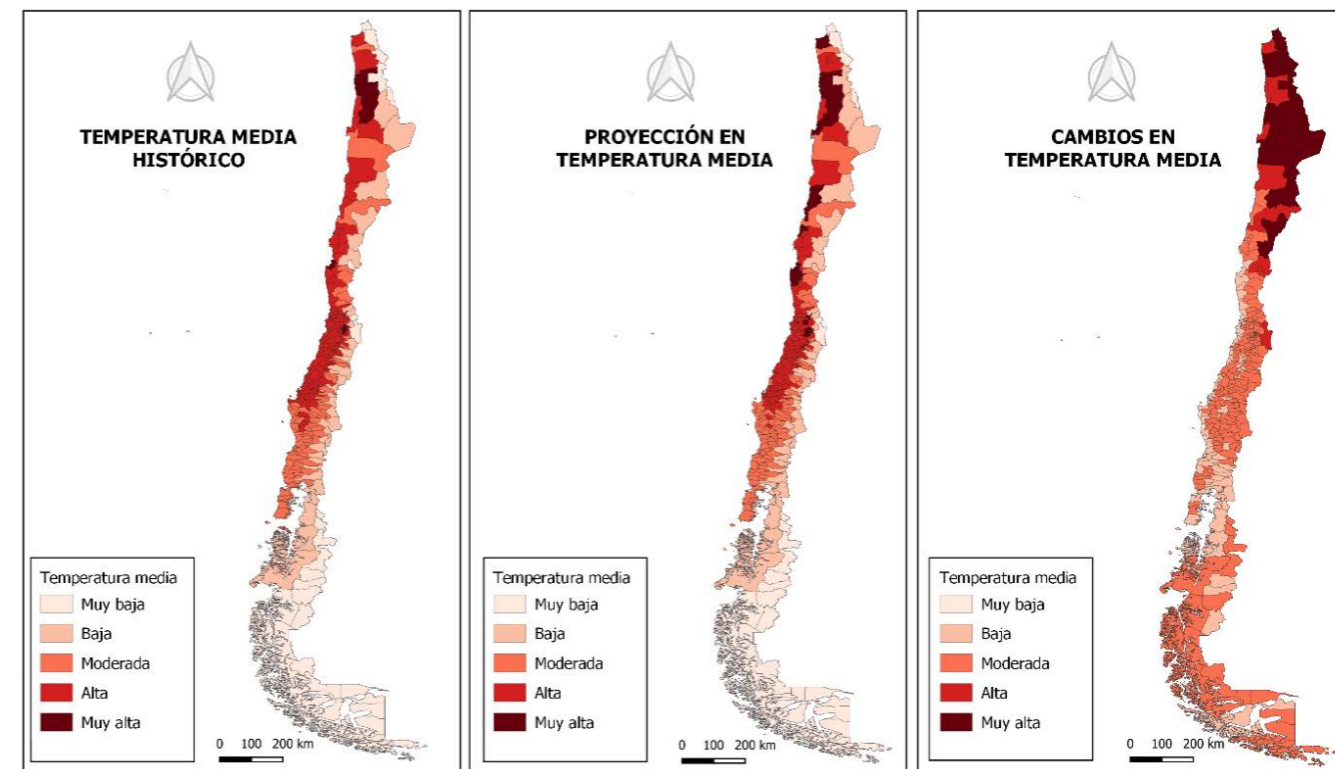 TEMPERATURA MEDIA
HISTÓRICO
Temperatura media
Muy baja
Baja
Moderada
Alta
Muy alta
0 100 200 km
PROYECCIÓN EN
TEMPERATURA MEDIA
Temperatura media
Muy baja
Baja
Moderada
Alta
Muy alta
0 100 200 km
CAMBIOS EN
TEMPERATURA MEDIA
Temperatura media
Muy baja
Baja
Moderada
Alta
Muy alta
0 100 200 km